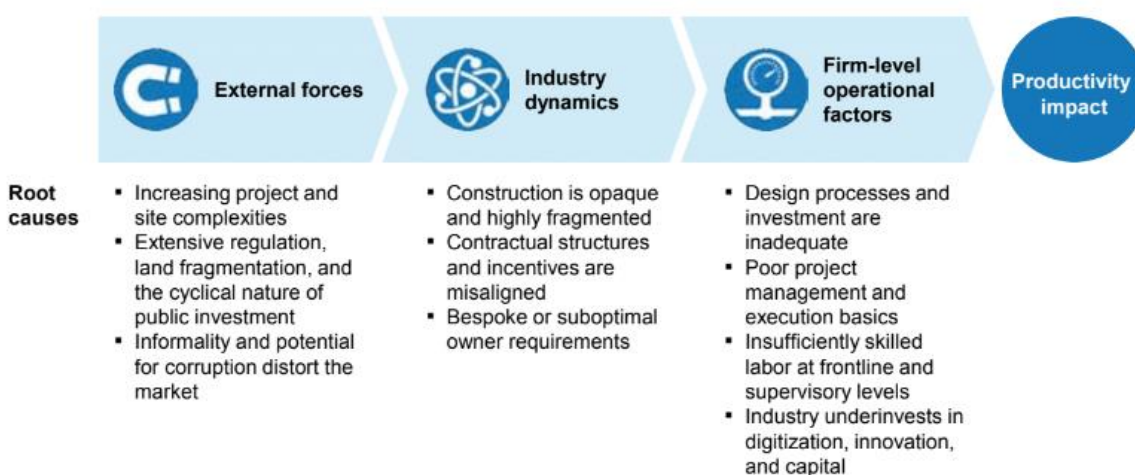 External forces
Industry
dynamics
Firm-level
operational
factors
Productivity
impact
Root
causes
▪ Increasing project and
site complexities
▪ Extensive regulation,
land fragmentation, and
the cyclical nature of
public investment
▪ Informality and potential
for corruption distort the
market
▪ Construction is opaque
and highly fragmented
▪ Contractual structures
and incentives are
misaligned
▪ Bespoke or suboptimal
owner requirements
▪ Design processes and
investment are
inadequate
▪ Poor project
management and
execution basics
▪ Insufficiently skilled
labor at frontline and
supervisory levels
▪ Industry underinvests in
digitization, innovation,
and capital